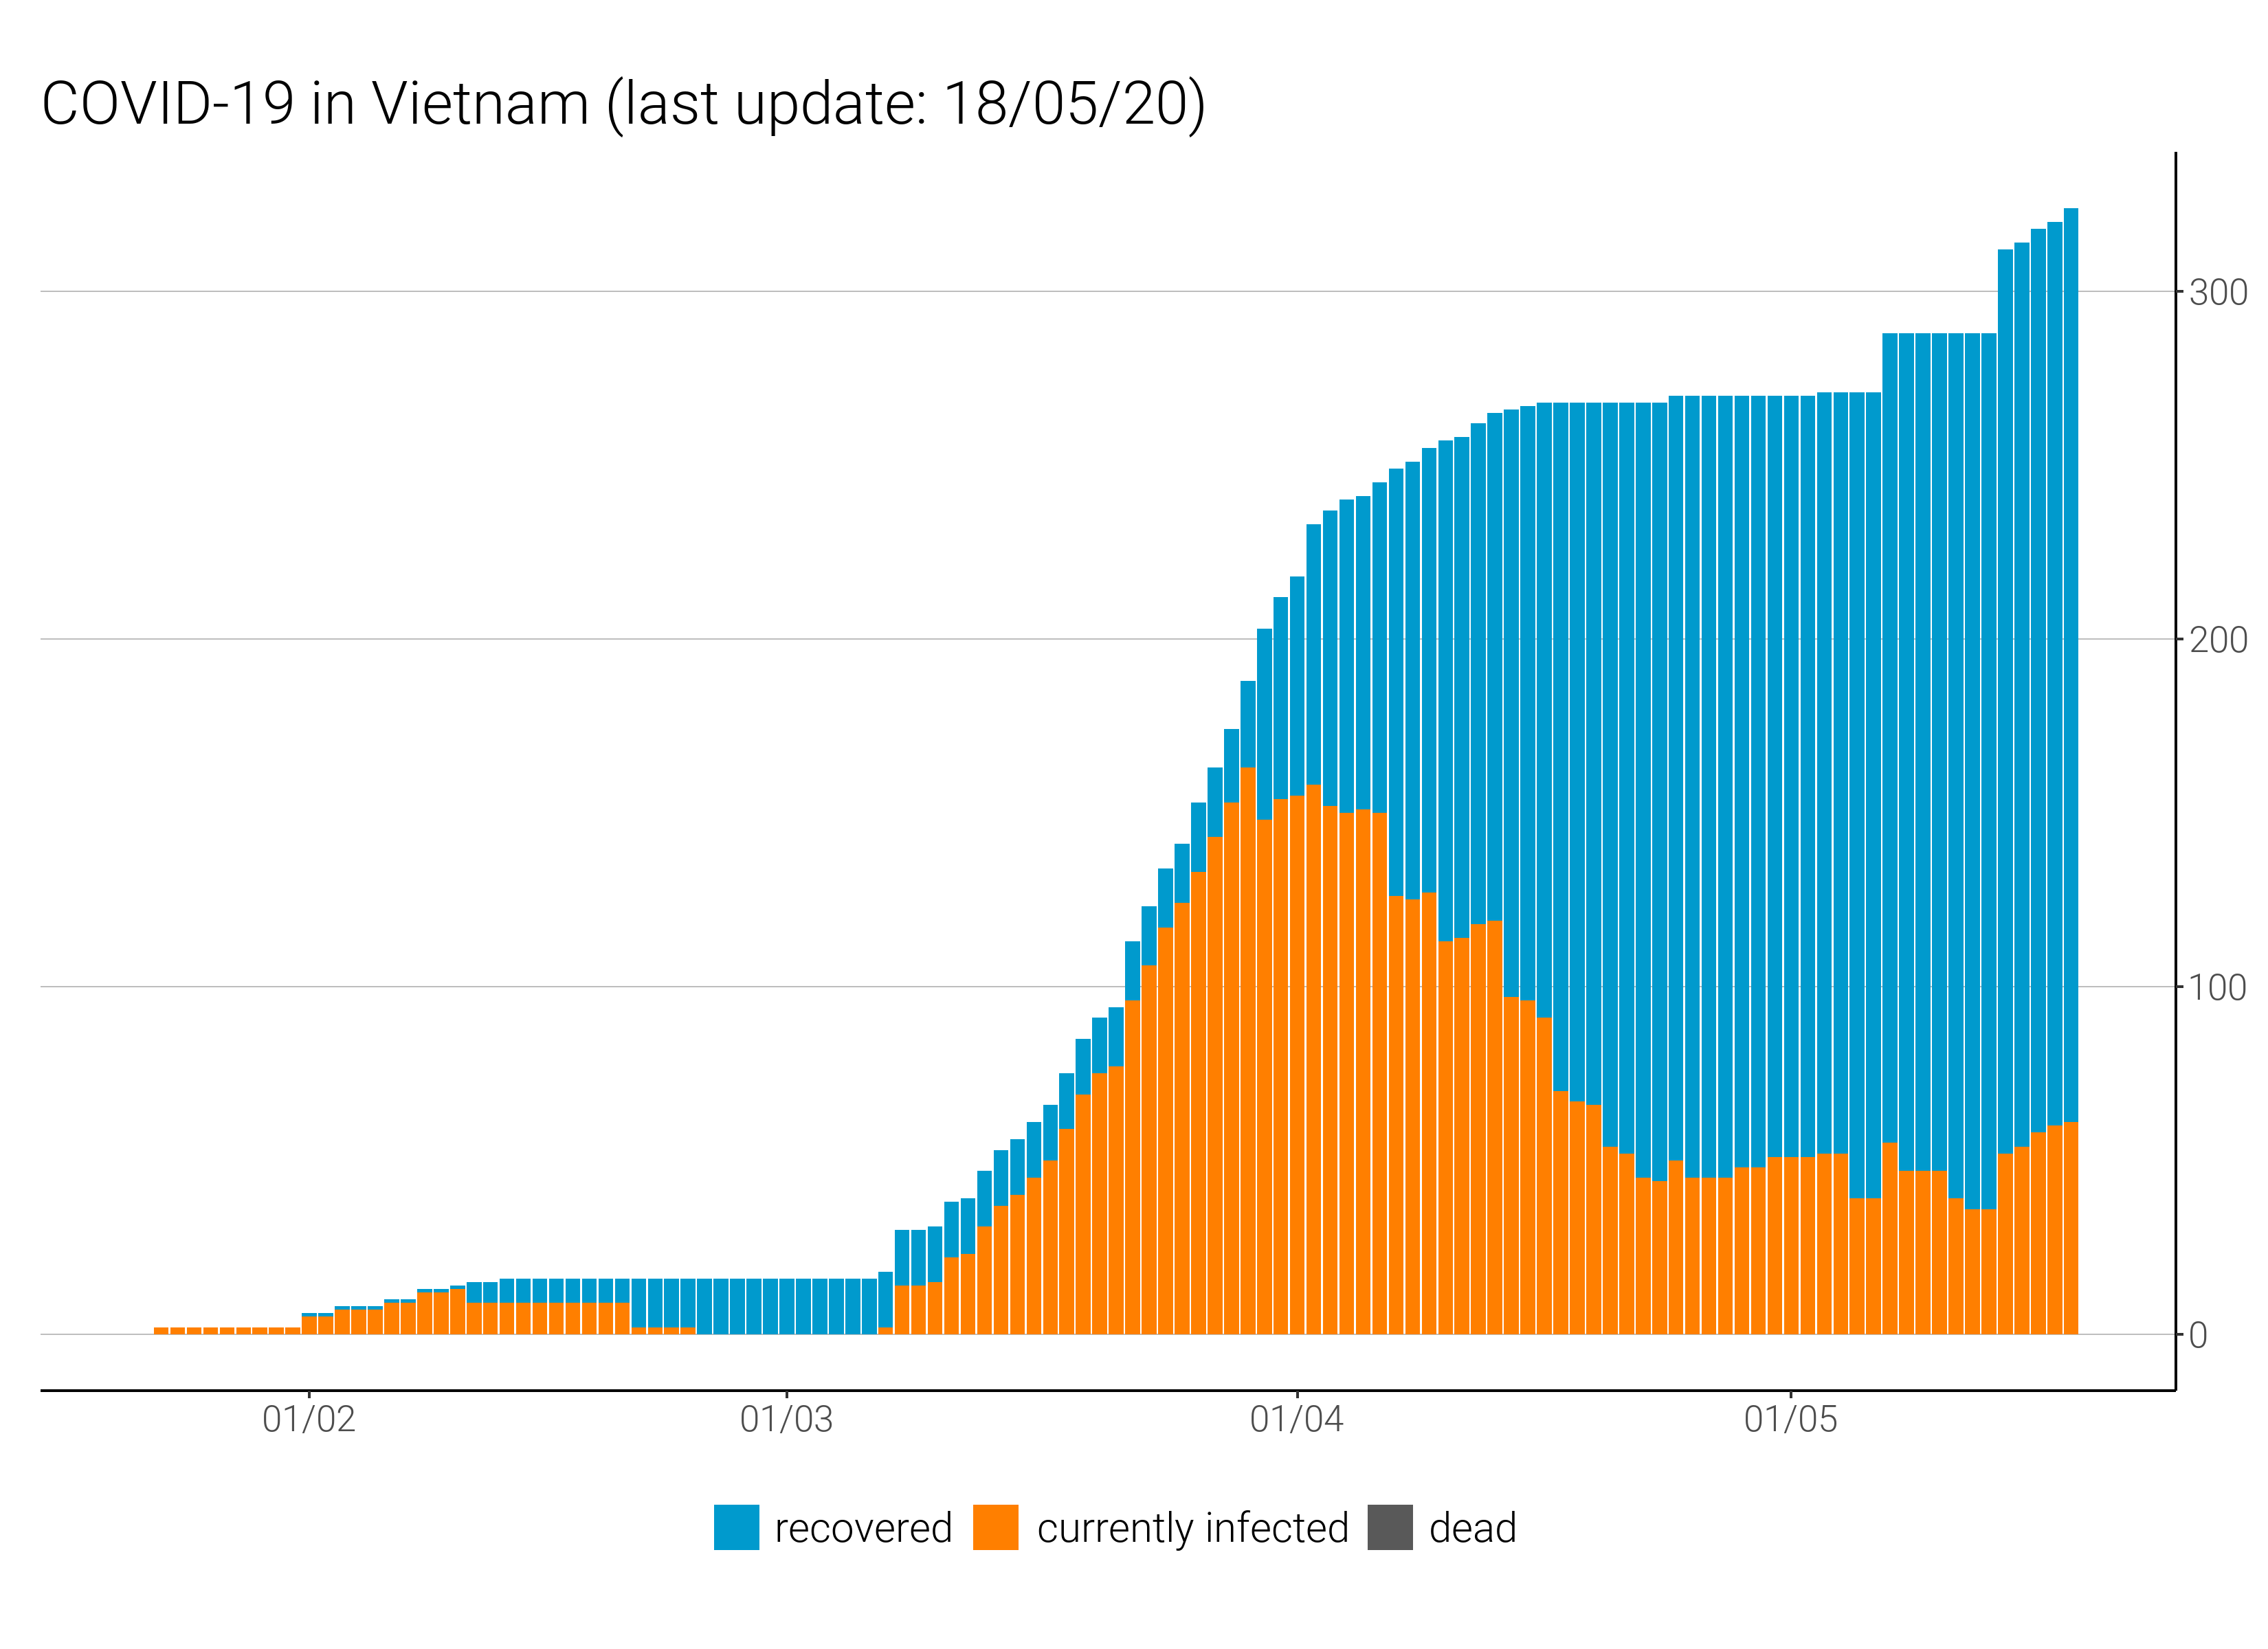 COVID-19 in Vietnam (last update: 18/05/20)
300
200
100
0
01/02 01/03 01/04 01/05
recovered currently infected dead